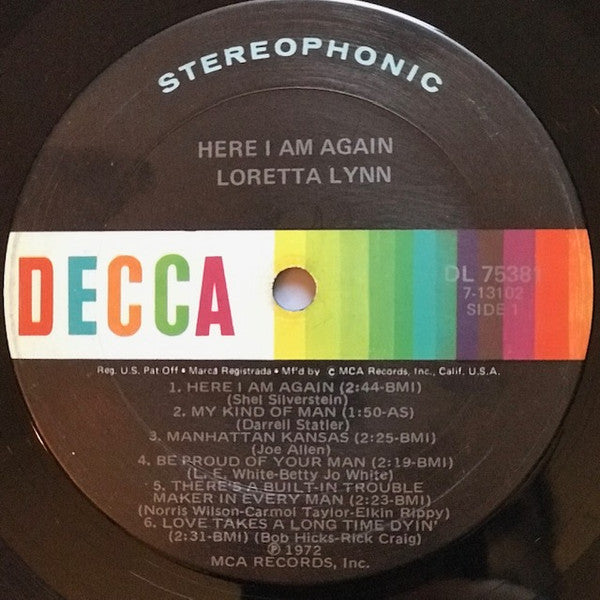 STEREOPHONIC
HERE I AM AGAIN
LORETTA LYNN
DECCA
DL 75381
7-13102
SIDE 1
Reg. U.S. Pat Off • Marca Registrada • Mf'd by © MCA Records, Inc., Calif. U.S.A.
1. HERE I AM AGAIN (2:44-BMI)
(Shel Silverstein)
2. MY KIND OF MAN (1:50-AS)
(Darrell Statler)
3. MANHATTAN KANSAS (2:25-BMI)
(Joe Allen)
4. BE PROUD OF YOUR MAN (2:19-BMI)
(L. E. White-Betty Jo White)
5. THERE'S A BUILT-IN TROUBLE
MAKER IN EVERY MAN (2:23-BMI)
(Norris Wilson-Carmol Taylor-Elkin Rippy)
6. LOVE TAKES A LONG TIME DYIN'
(2:31-BMI) (Bob Hicks-Rick Craig)
℗ 1972
MCA RECORDS, Inc.